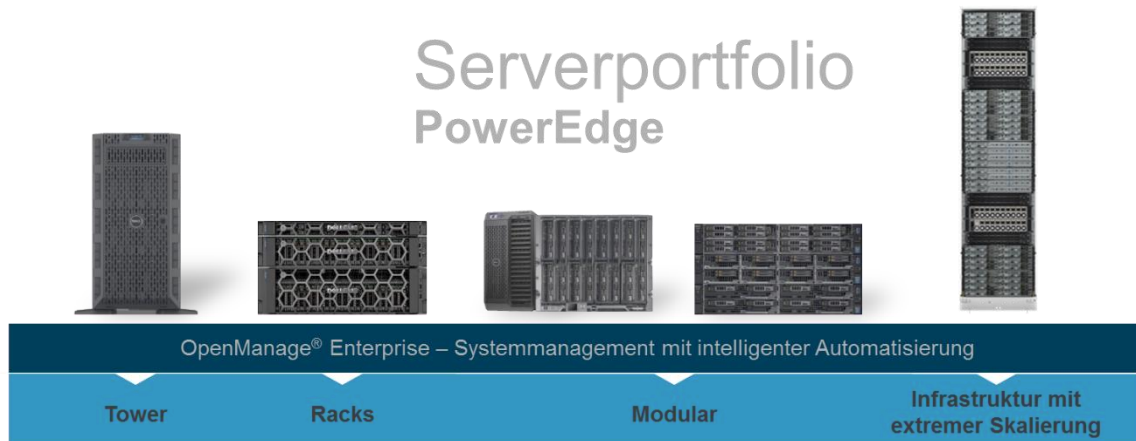 Serverportfolio
PowerEdge
OpenManage® Enterprise – Systemmanagement mit intelligenter Automatisierung
Tower
Racks
Modular
Infrastruktur mit
extremer Skalierung